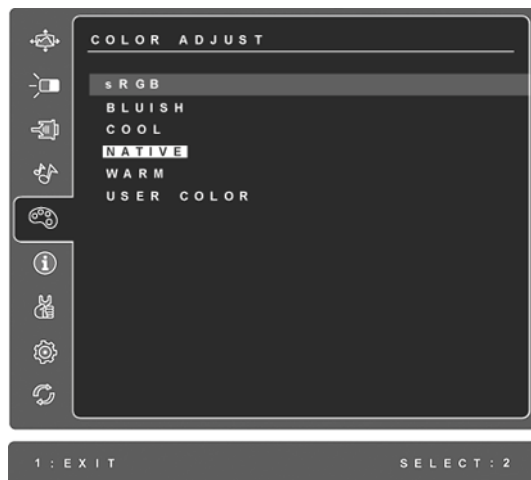 COLOR ADJUST
sRGB
BLUISH
COOL
NATIVE
WARM
USER COLOR
1:EXIT SELECT:2